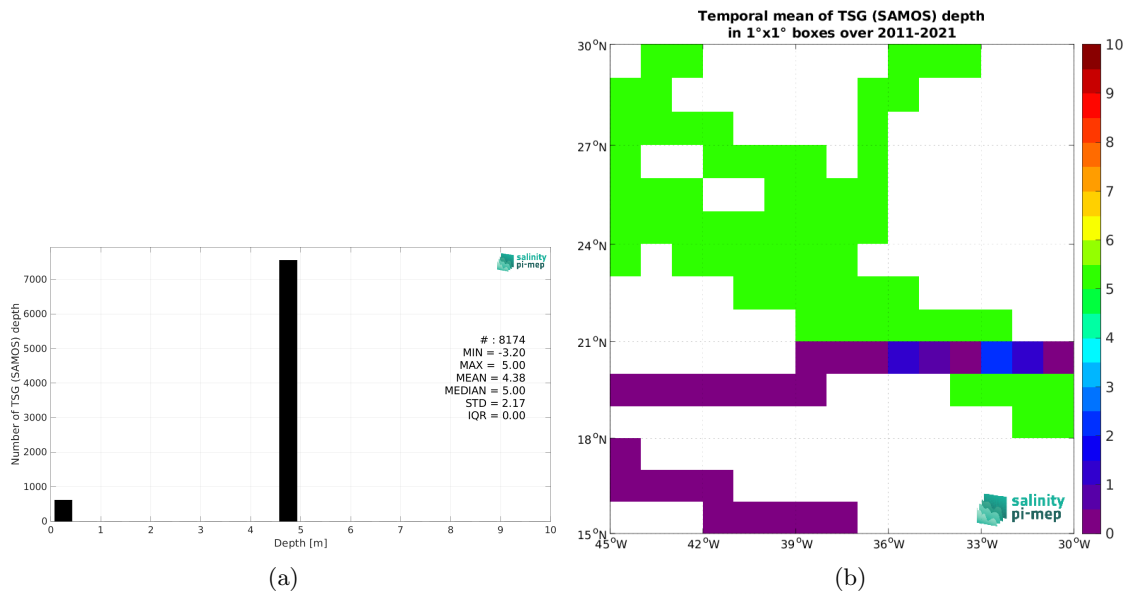 salinity
pi-mep
# : 8174
MIN = -3.20
MAX = 5.00
MEAN = 4.38
MEDIAN = 5.00
STD = 2.17
IQR = 0.00
Number of TSG (SAMOS) depth
7000
6000
5000
4000
3000
2000
1000
0
0 1 2 3 4 5 6 7 8 9 10
Depth [m]
(a)
Temporal mean of TSG (SAMOS) depth
in 1°x1° boxes over 2011-2021
30°N
27°N
24°N
21°N
18°N
15°N
45°W 42°W 39°W 36°W 33°W 30°W
salinity
pi-mep
10
9
8
7
6
5
4
3
2
1
0
(b)